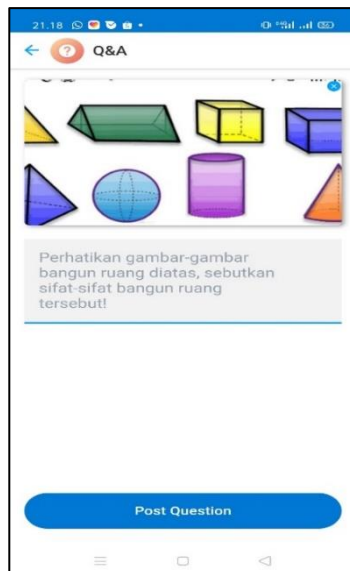 21.18
Q&A
Perhatikan gambar-gambar
bangun ruang diatas, sebutkan
sifat-sifat bangun ruang
tersebut!
Post Question